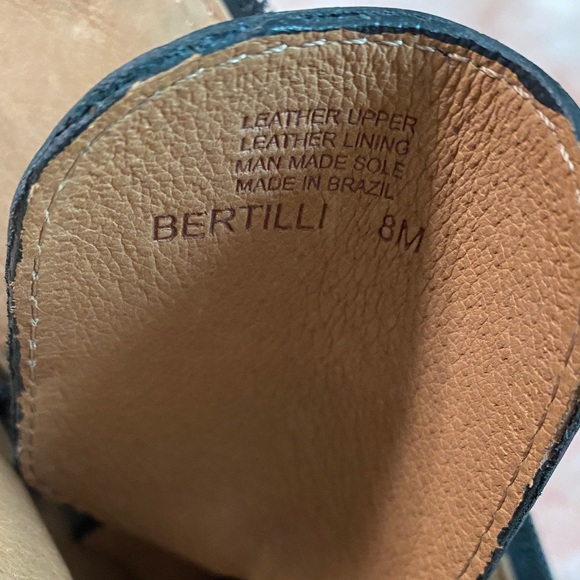 LEATHER UPPER
LEATHER LINING
MAN MADE SOLE
MADE IN BRAZIL
BERTILLI 8M